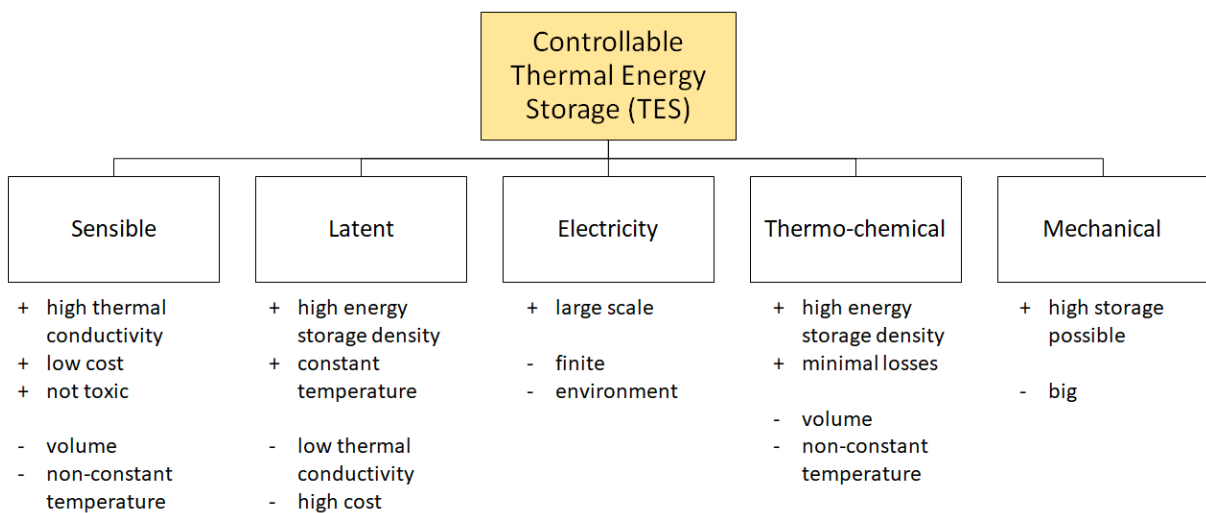 Controllable
Thermal Energy
Storage (TES)
Sensible
+ high thermal
conductivity
+ low cost
+ not toxic
- volume
- non-constant
temperature
Latent
+ high energy
storage density
+ constant
temperature
- low thermal
conductivity
- high cost
Electricity
+ large scale
- finite
- environment
Thermo-chemical
+ high energy
storage density
+ minimal losses
- volume
- non-constant
temperature
Mechanical
+ high storage
possible
- big